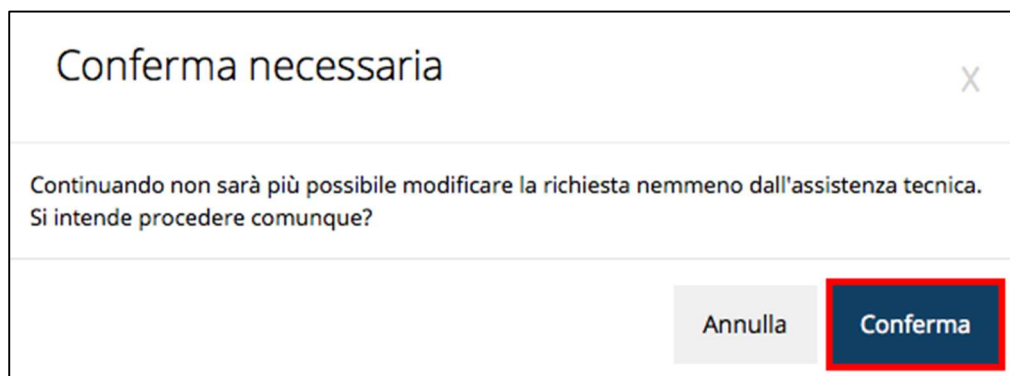 Conferma necessaria
X
Continuando non sarà più possibile modificare la richiesta nemmeno dall'assistenza tecnica.
Si intende procedere comunque?
Annulla
Conferma